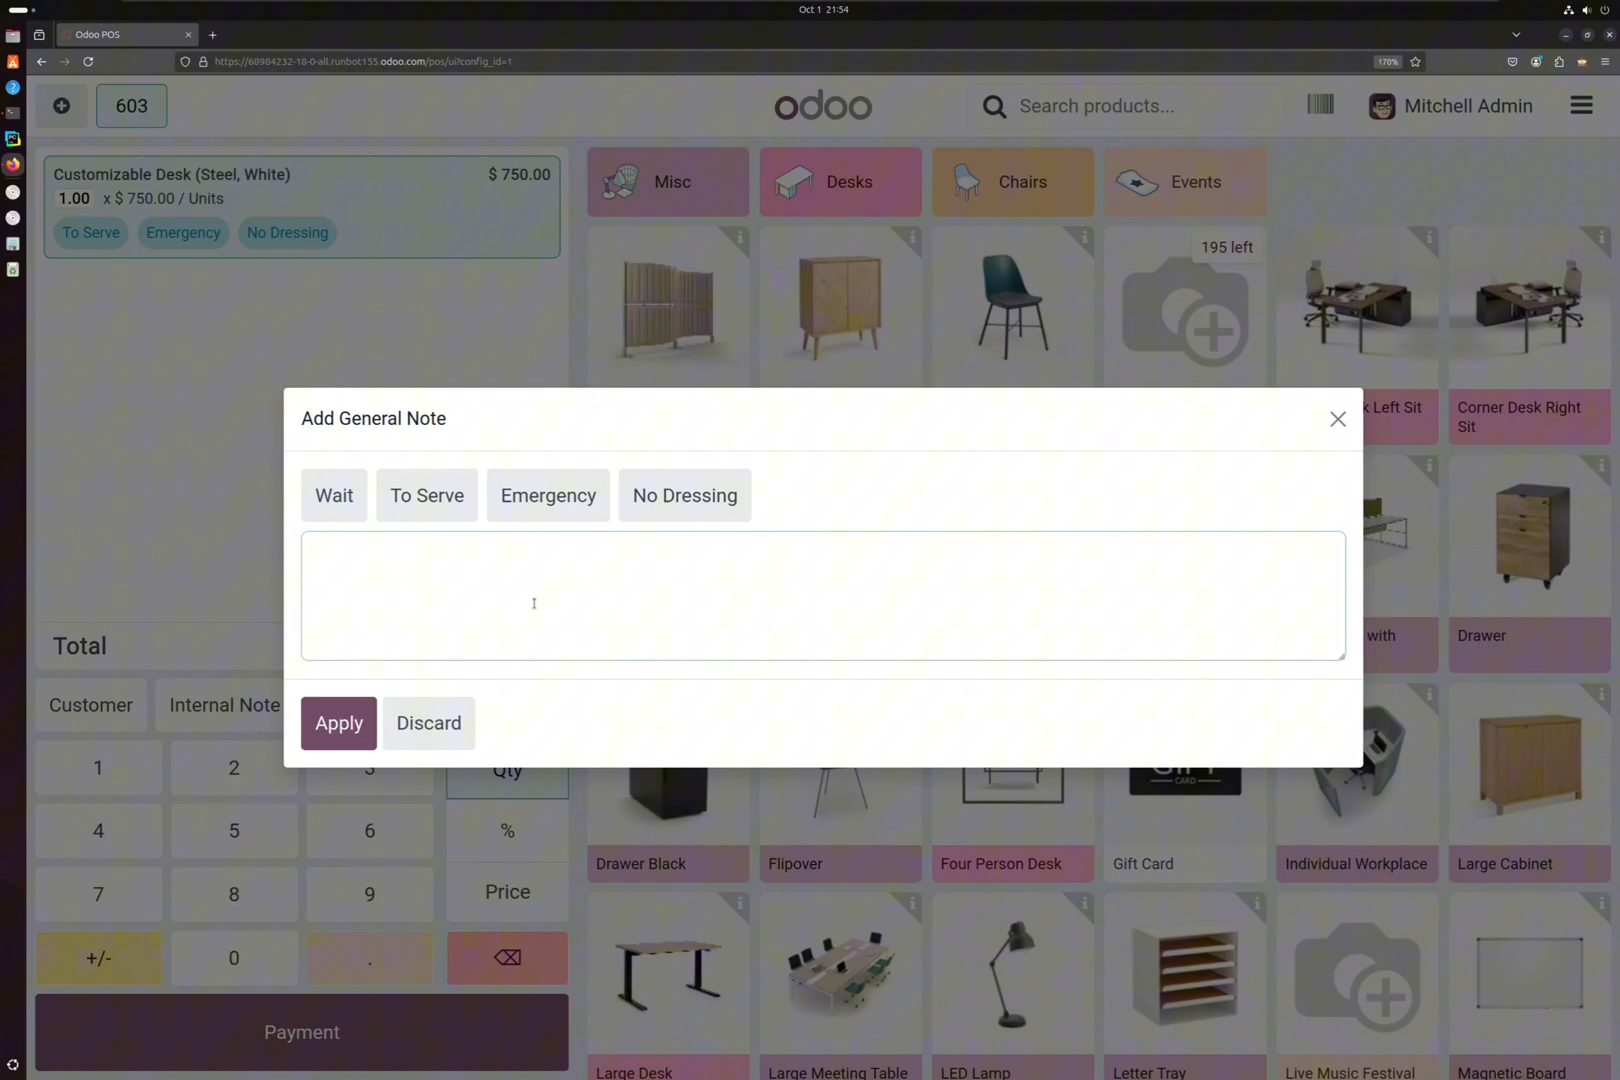 Oct 1 21:54
Odoo POS
https://68984232-18-0-all.runbot155.odoo.com/pos/ui?config_id=1
170%
603
odoo
Search products...
Mitchell Admin
Customizable Desk (Steel, White) $ 750.00
1.00 x $ 750.00 / Units
To Serve Emergency No Dressing
Misc
Desks
Chairs
Events
195 left
Left Sit
Corner Desk Right
Sit
Add General Note
Wait
To Serve
Emergency
No Dressing
Apply
Discard
Total
Customer
Internal Note
with
Drawer
1
2
3
Qty
4
5
6
%
7
8
9
Price
+/-
0
.
Payment
CARD
Drawer Black
Flipover
Four Person Desk
Gift Card
Individual Workplace
Large Cabinet
Large Desk
Large Meeting Table
LED Lamp
Letter Tray
Live Music Festival
Magnetic Board